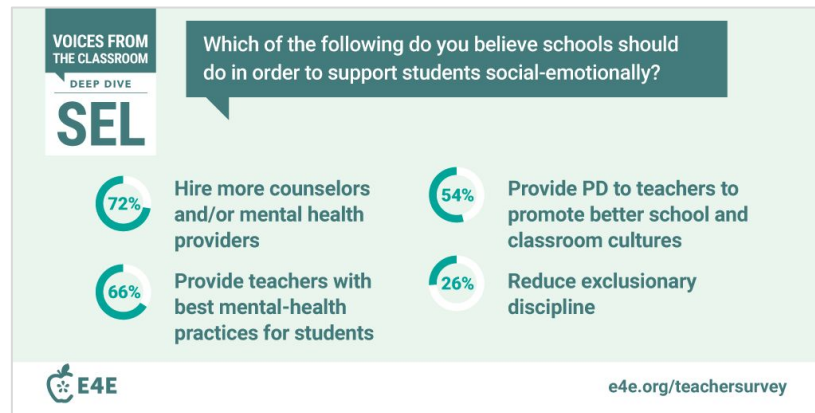 VOICES FROM
THE CLASSROOM
DEEP DIVE
SEL
Which of the following do you believe schools should
do in order to support students social-emotionally?
72%
Hire more counselors
and/or mental health
providers
66%
Provide teachers with
best mental-health
practices for students
54%
Provide PD to teachers to
promote better school and
classroom cultures
26%
Reduce exclusionary
discipline
E4E
e4e.org/teachersurvey